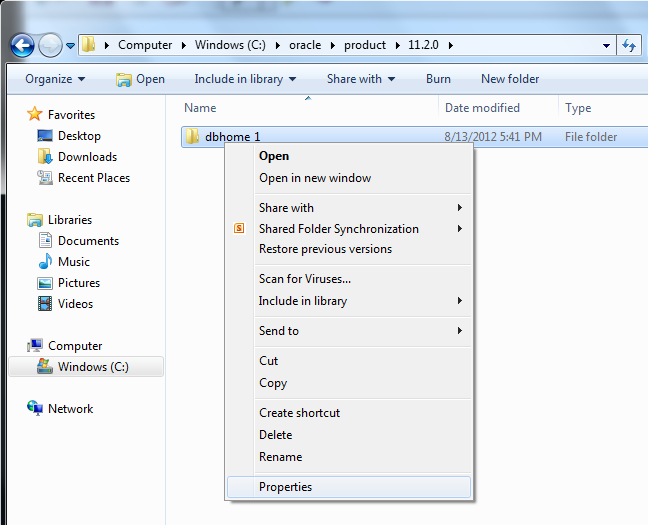 Computer Windows (C:) oracle product 11.2.0
Organize Open Include in library Share with Burn New folder
Name Date modified Type
Favorites
Desktop
Downloads
Recent Places
Libraries
Documents
Music
Pictures
Videos
Computer
Windows (C:)
Network
dbhome 1 8/13/2012 5:41 PM File folder
Open
Open in new window
Share with
S Shared Folder Synchronization
Restore previous versions
Scan for Viruses...
Include in library
Send to
Cut
Copy
Create shortcut
Delete
Rename
Properties